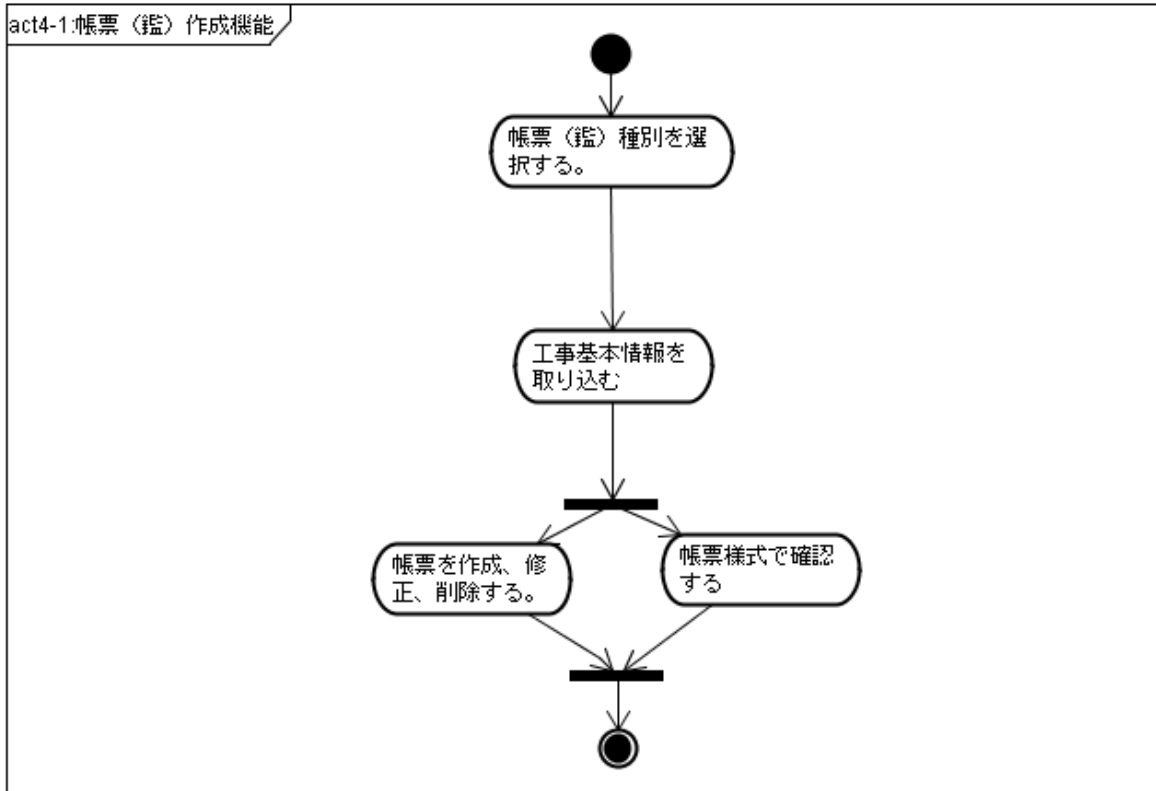 act4-1:帳票（鑑）作成機能
帳票（鑑）種別を選
択する。
工事基本情報を
取り込む
帳票を作成、修
正、削除する。
帳票様式で確認
する